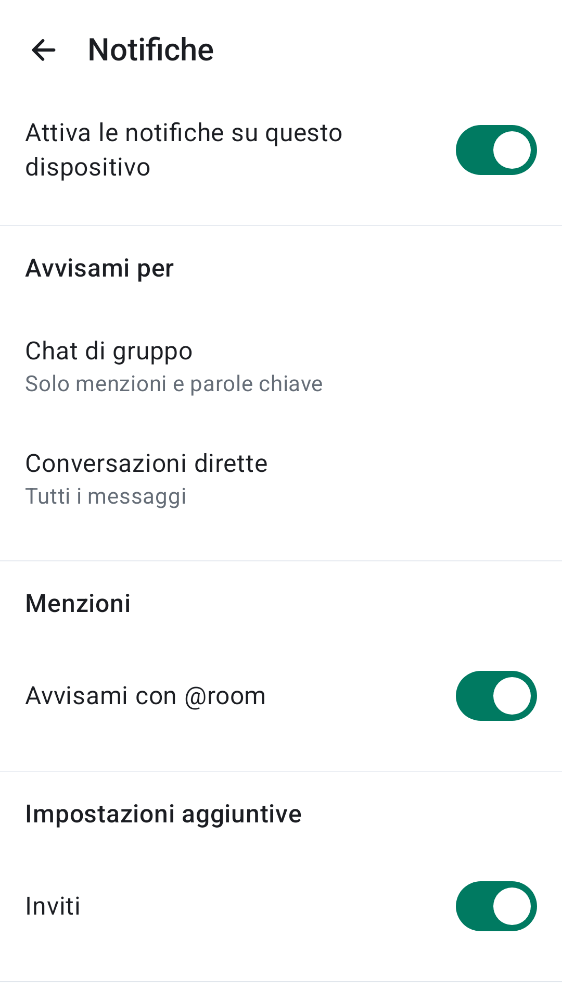 Notifiche
Attiva le notifiche su questo
dispositivo
Avvisami per
Chat di gruppo
Solo menzioni e parole chiave
Conversazioni dirette
Tutti i messaggi
Menzioni
Avvisami con @room
Impostazioni aggiuntive
Inviti